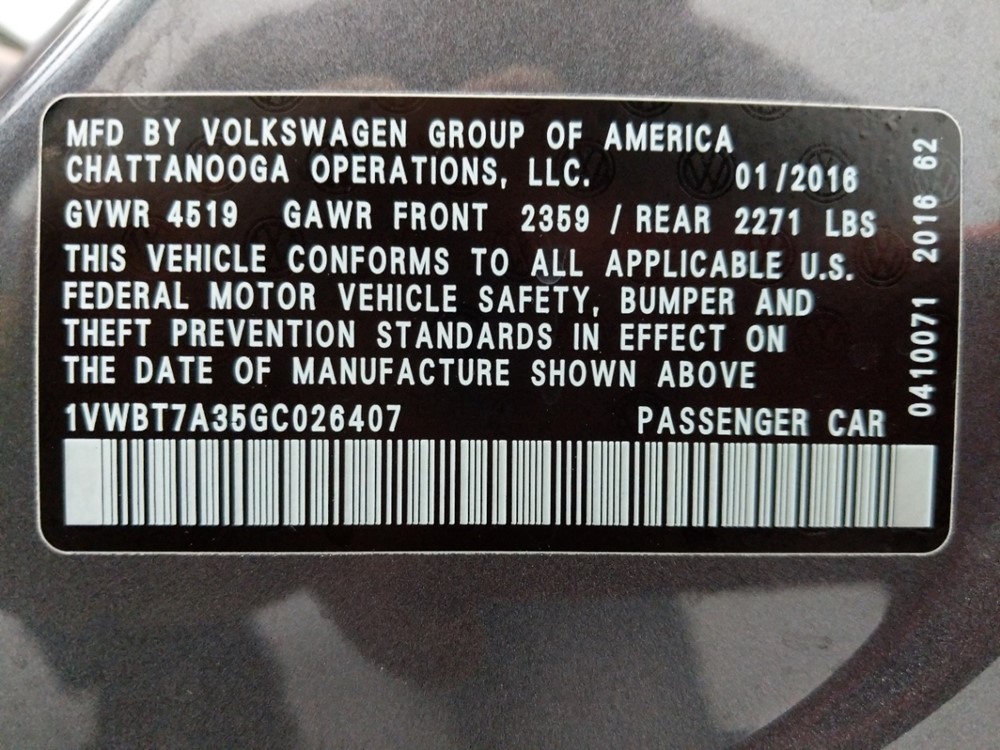 MFD BY VOLKSWAGEN GROUP OF AMERICA
CHATTANOOGA OPERATIONS, LLC. 01/2016
GVWR 4519 GAWR FRONT 2359 / REAR 2271 LBS
THIS VEHICLE CONFORMS TO ALL APPLICABLE U.S.
FEDERAL MOTOR VEHICLE SAFETY, BUMPER AND
THEFT PREVENTION STANDARDS IN EFFECT ON
THE DATE OF MANUFACTURE SHOWN ABOVE
1VWBT7A35GC026407 PASSENGER CAR
0410071 2016 62